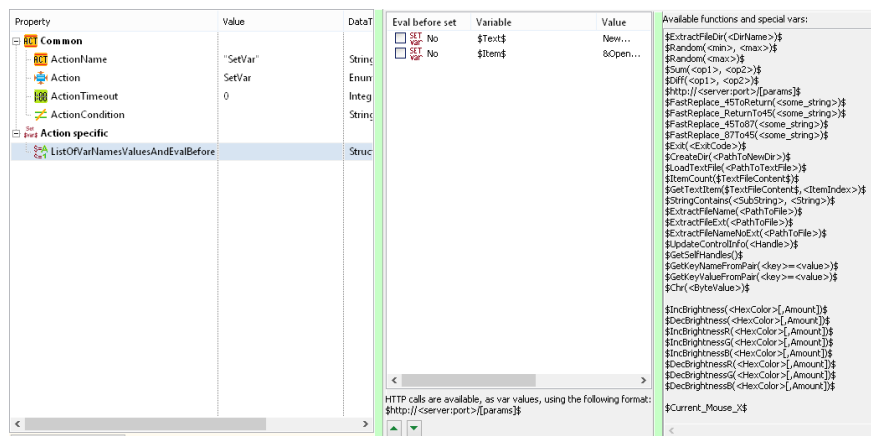 Property Value DataT
Common
ActionName "SetVar" String
Action SetVar Enum
ActionTimeout 0 Integ
ActionCondition String
Action specific
ListOfVarNamesValuesAndEvalBefore Struc
Eval before set Variable Value
SET var No $Text$ New...
SET var No $Item$ &Open...
HTTP calls are available, as var values, using the following format:
$http://<server:port>/[params]$
Available functions and special vars:
$ExtractFileDir(<DirName>)$
$Random(<min>, <max>)$
$Random(<max>)$
$Sum(<op1>, <op2>)$
$Diff(<op1>, <op2>)$
$http://<server:port>/[params]$
$FastReplace_45ToReturn(<some_string>)$
$FastReplace_ReturnTo45(<some_string>)$
$FastReplace_45To87(<some_string>)$
$FastReplace_87To45(<some_string>)$
$Exit(<ExitCode>)$
$CreateDir(<PathToNewDir>)$
$LoadTextFile(<PathToTextFile>)$
$ItemCount($TextFileContent$)$
$GetTextItem($TextFileContent$,<ItemIndex>)$
$StringContains(<SubString>, <String>)$
$ExtractFileName(<PathToFile>)$
$ExtractFileExt(<PathToFile>)$
$ExtractFileNameNoExt(<PathToFile>)$
$UpdateControlInfo(<Handle>)$
$GetSelfHandles()$
$GetKeyNameFromPair(<key>=<value>)$
$GetKeyValueFromPair(<key>=<value>)$
$Chr(<ByteValue>)$
$IncBrightness(<HexColor>[,Amount])$
$DecBrightness(<HexColor>[,Amount])$
$IncBrightnessR(<HexColor>[,Amount])$
$IncBrightnessG(<HexColor>[,Amount])$
$IncBrightnessB(<HexColor>[,Amount])$
$DecBrightnessR(<HexColor>[,Amount])$
$DecBrightnessG(<HexColor>[,Amount])$
$DecBrightnessB(<HexColor>[,Amount])$
$Current_Mouse_X$